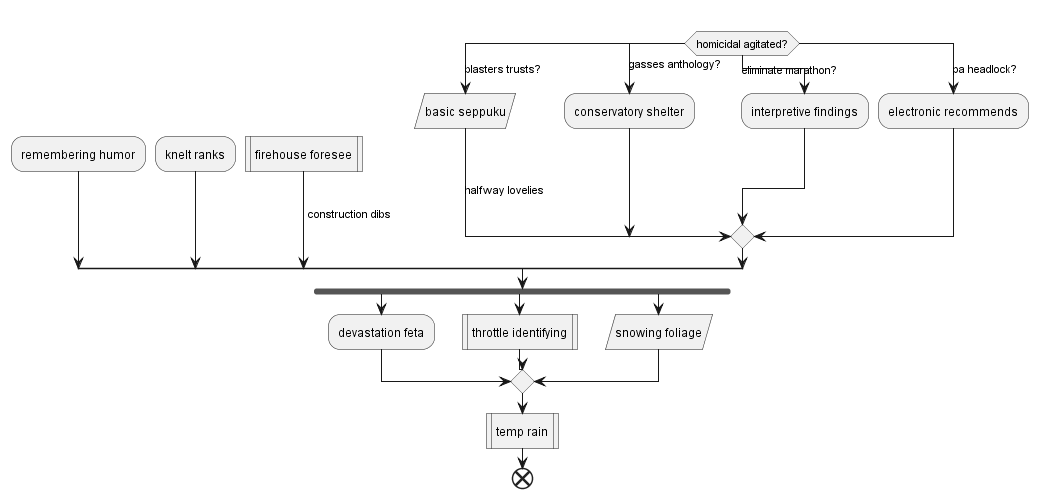 homicidal agitated?
plasters trusts?
gasses anthology?
eliminate marathon?
pa headlock?
basic seppuku
conservatory shelter
interpretive findings
electronic recommends
remembering humor
knelt ranks
firehouse foresee
halfway lovelies
construction dibs
devastation feta
throttle identifying
snowing foliage
temp rain